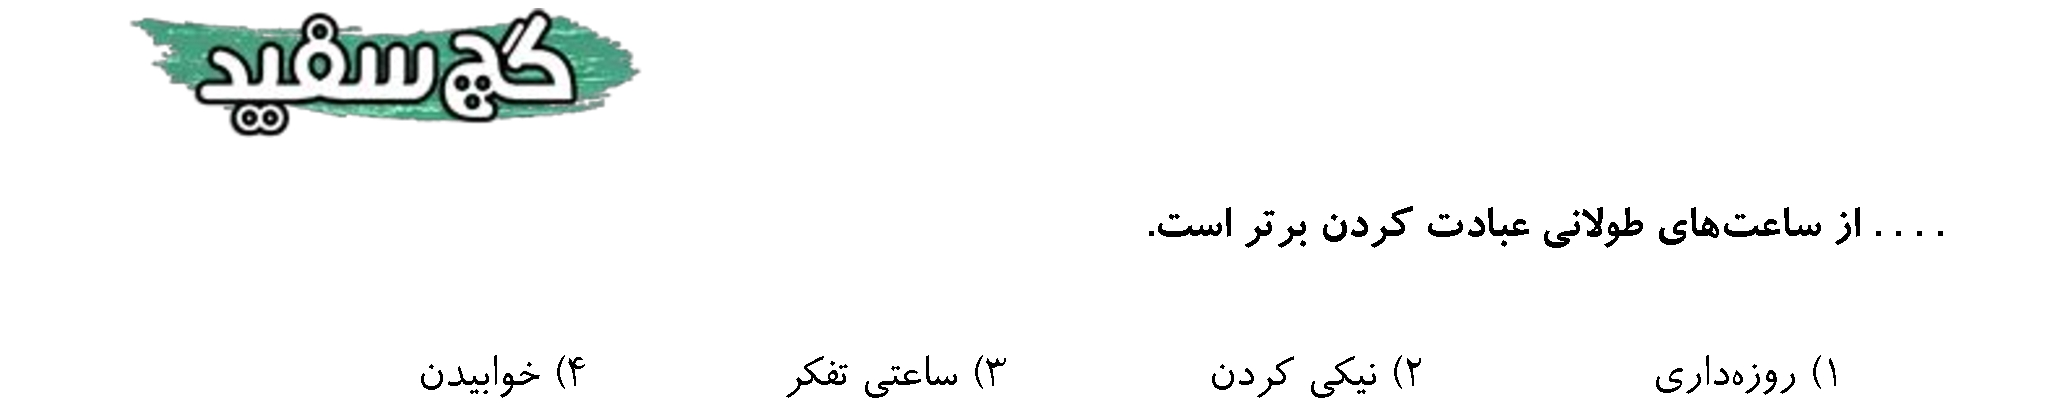 گچ سفید
. . . . از ساعت‌های طولانی عبادت کردن برتر است.
۱) روزه‌داری ۲) نیکی کردن ۳) ساعتی تفکر ۴) خوابیدن